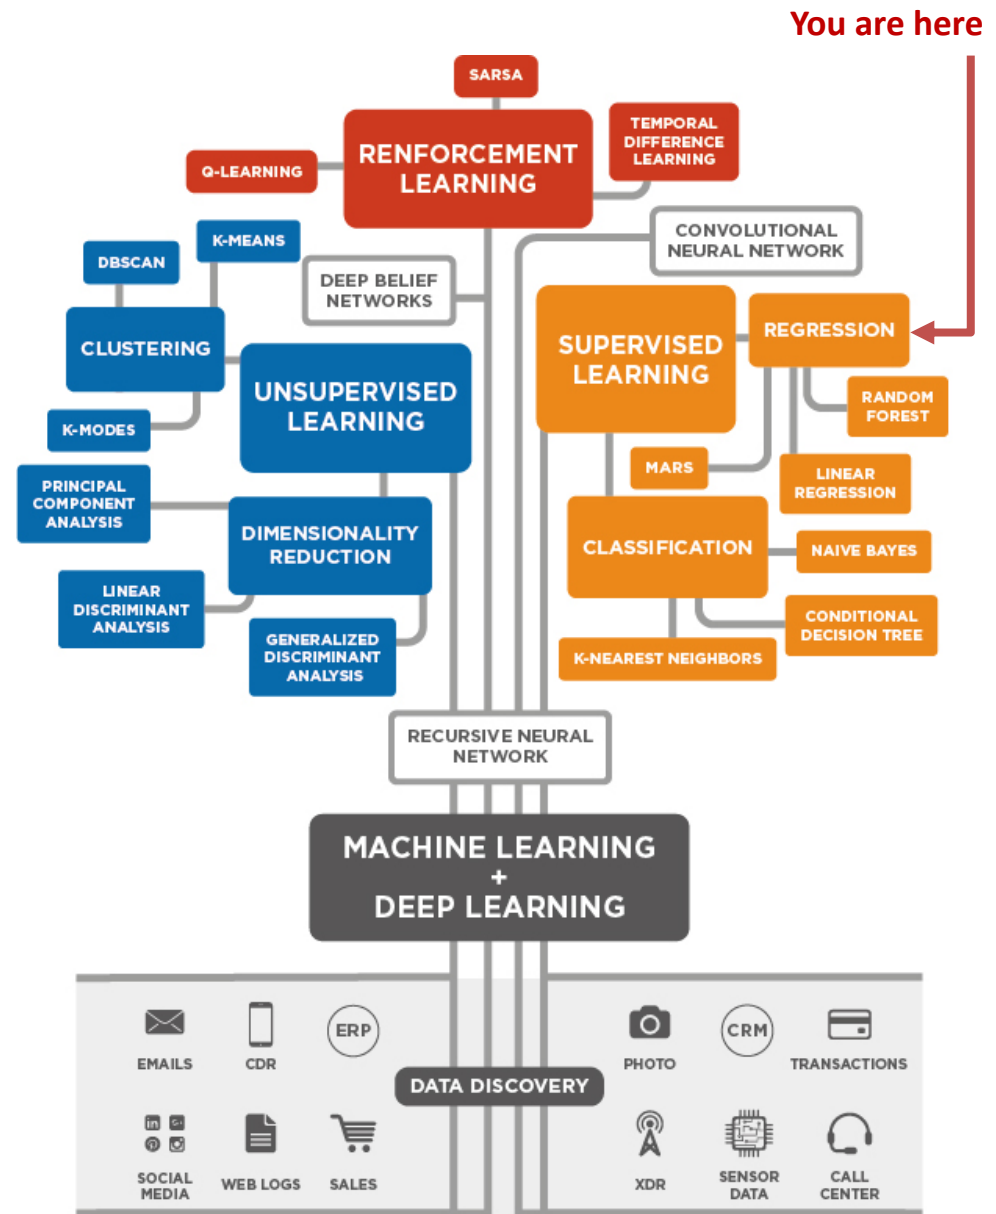 You are here
SARSA
RENFORCEMENT
LEARNING
TEMPORAL
DIFFERENCE
LEARNING
Q-LEARNING
K-MEANS
DBSCAN
CLUSTERING
K-MODES
DEEP BELIEF
NETWORKS
CONVOLUTIONAL
NEURAL NETWORK
UNSUPERVISED
LEARNING
SUPERVISED
LEARNING
REGRESSION
RANDOM
FOREST
MARS
LINEAR
REGRESSION
PRINCIPAL
COMPONENT
ANALYSIS
DIMENSIONALITY
REDUCTION
LINEAR
DISCRIMINANT
ANALYSIS
GENERALIZED
DISCRIMINANT
ANALYSIS
CLASSIFICATION
NAIVE BAYES
CONDITIONAL
DECISION TREE
K-NEAREST NEIGHBORS
RECURSIVE NEURAL
NETWORK
MACHINE LEARNING
+
DEEP LEARNING
ERP
EMAILS
CDR
CRM
PHOTO
TRANSACTIONS
DATA DISCOVERY
in
SOCIAL
MEDIA
WEB LOGS
SALES
XDR
SENSOR
DATA
CALL
CENTER